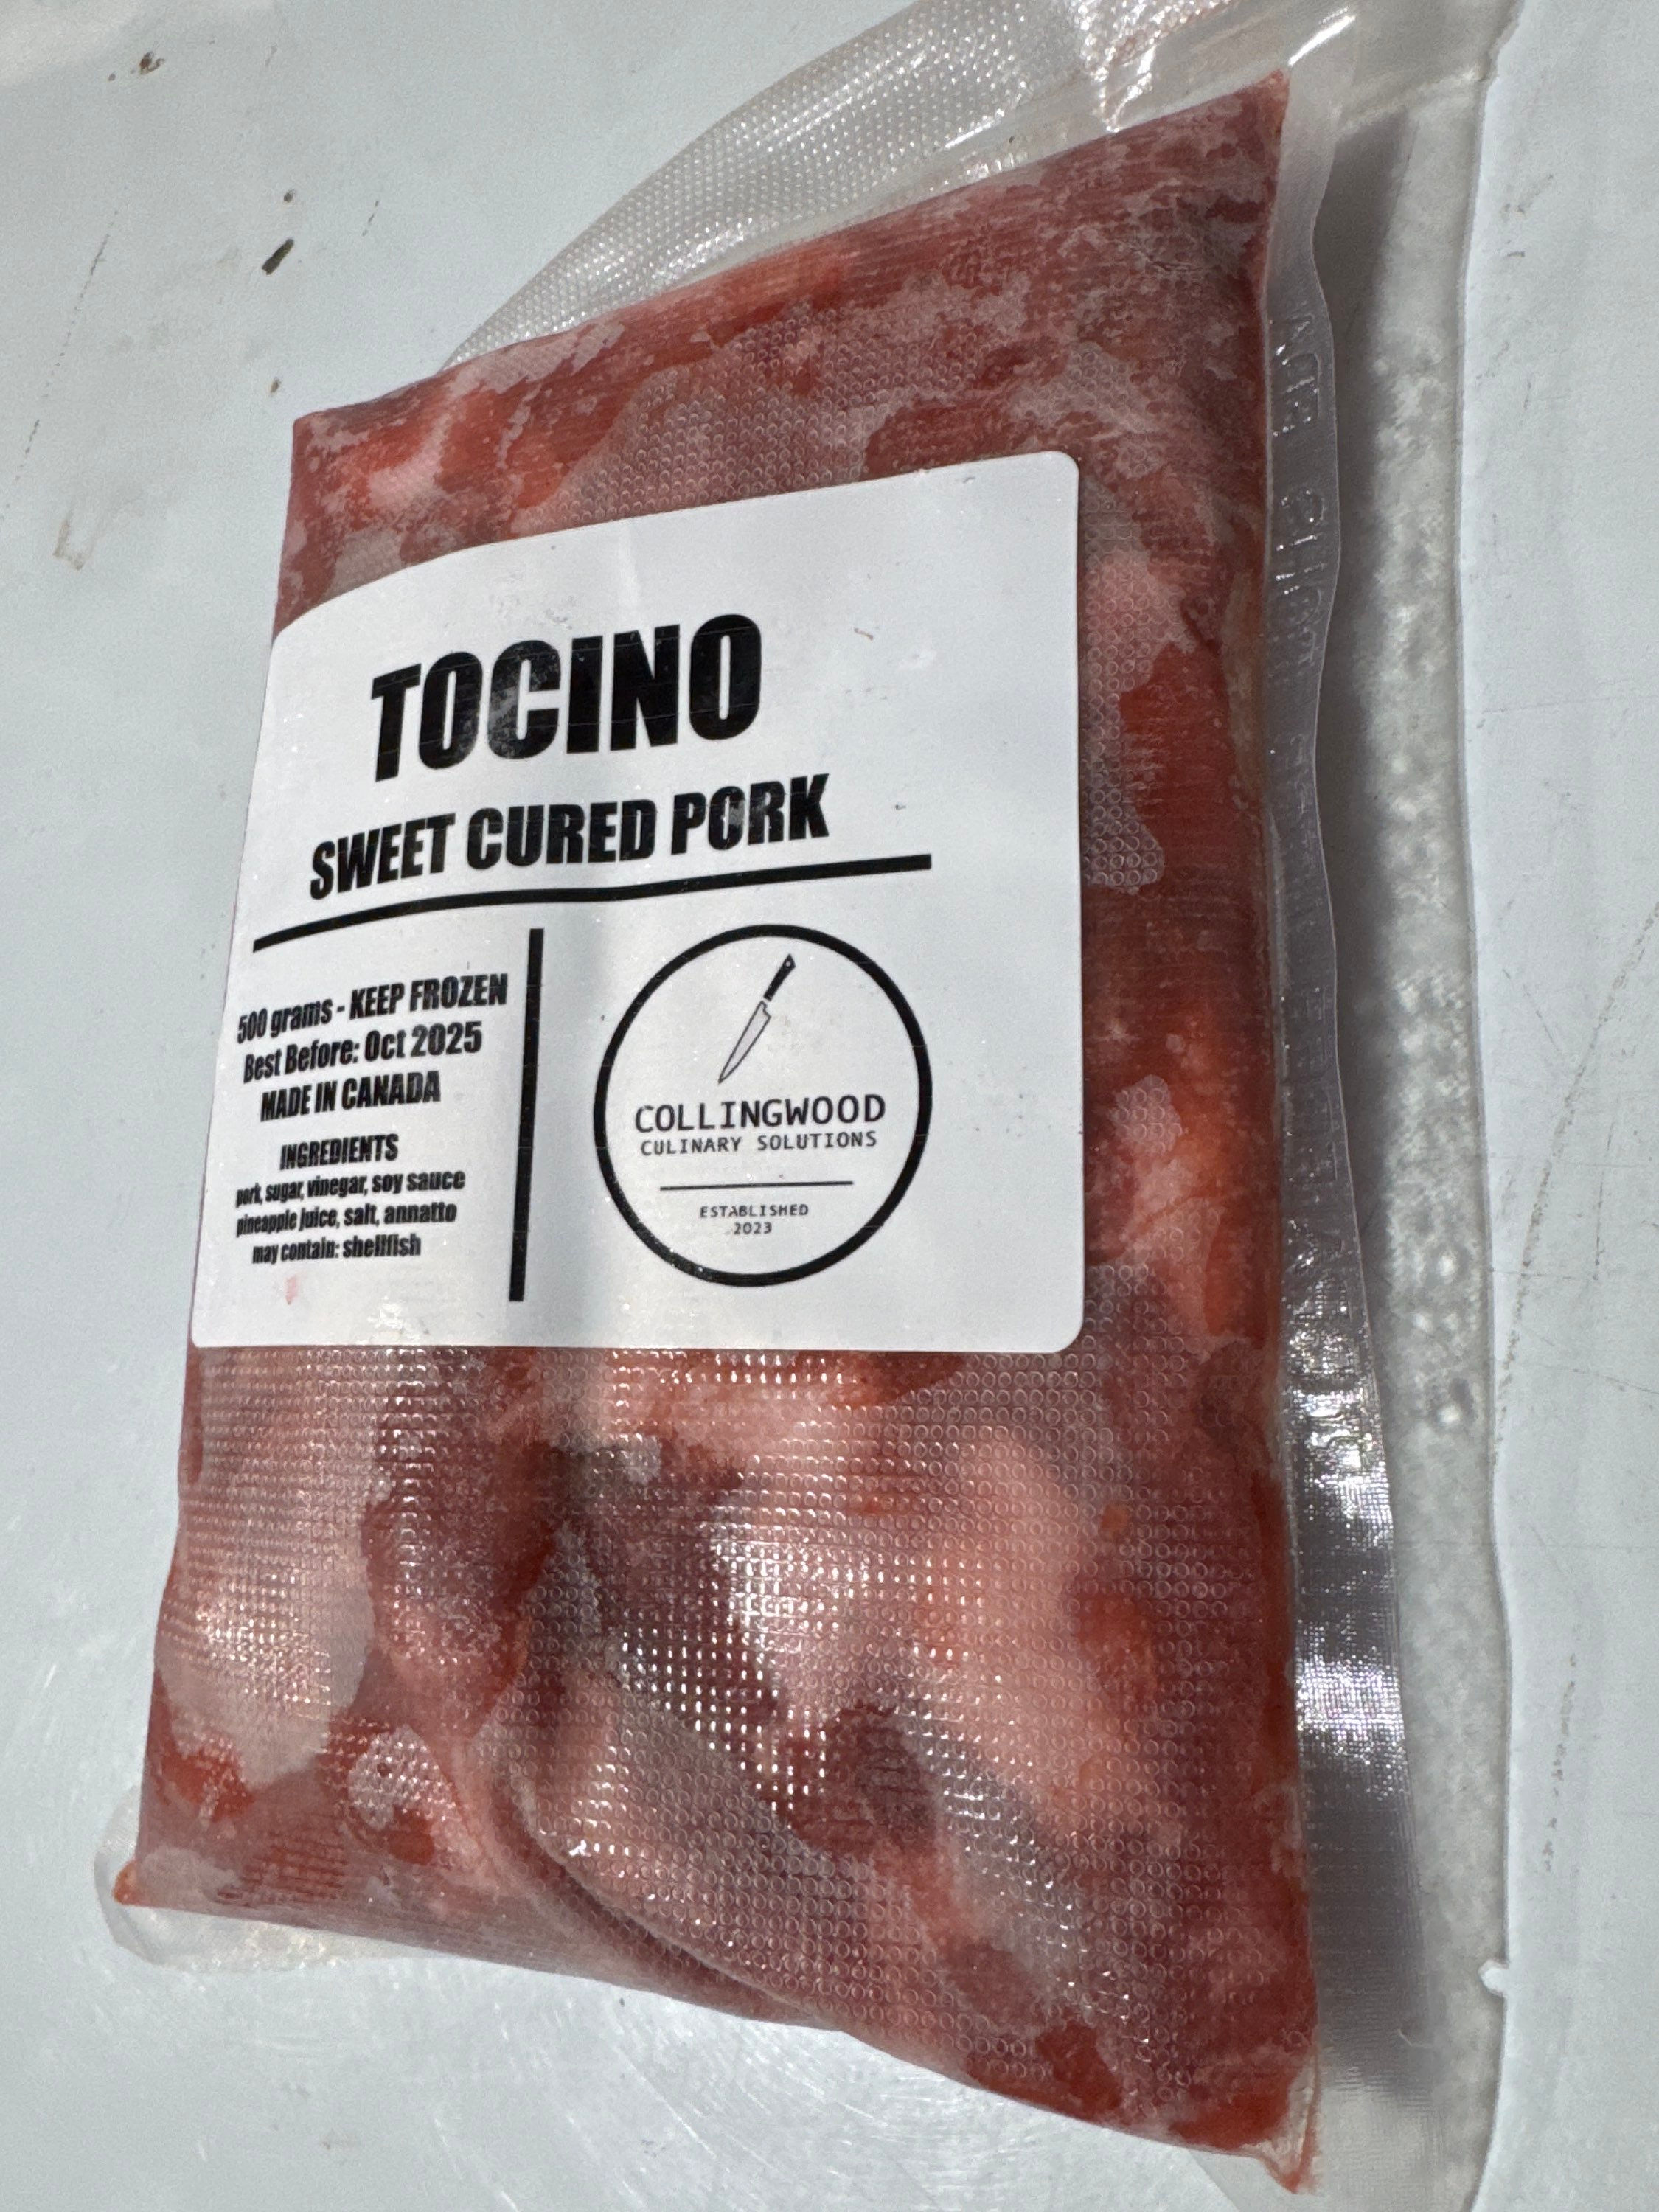 TOCINO
SWEET CURED PORK
500 grams - KEEP FROZEN
Best Before: Oct 2025
MADE IN CANADA
INGREDIENTS
pork, sugar, vinegar, soy sauce
pineapple juice, salt, annatto
may contain: shellfish
COLLINGWOOD
CULINARY SOLUTIONS
ESTABLISHED
2023